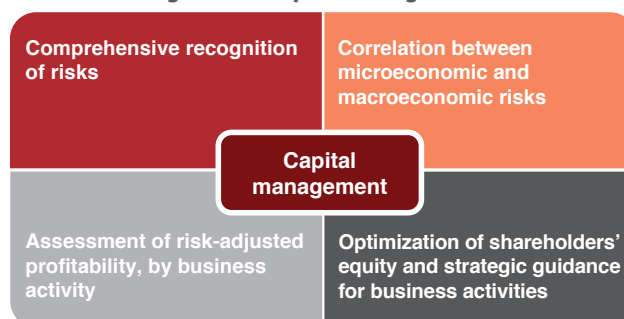 Comprehensive recognition
of risks
Correlation between
microeconomic and
macroeconomic risks
Capital
management
Assessment of risk-adjusted
profitability, by business
activity
Optimization of shareholders’
equity and strategic guidance
for business activities